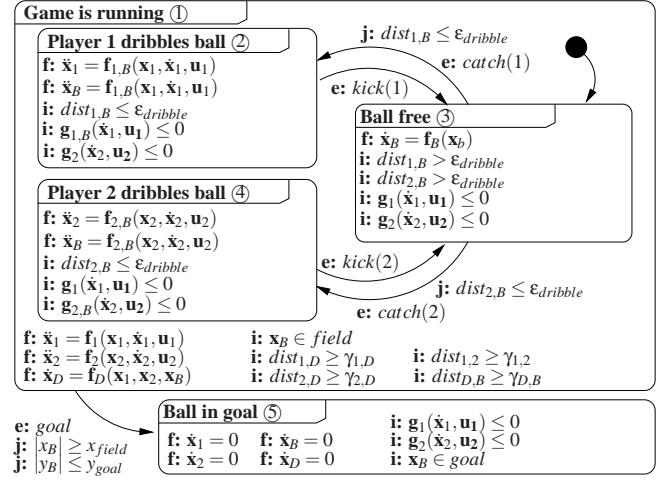 Game is running ①
Player 1 dribbles ball ②
f: ẍ₁ = f₁,B(x₁,ẋ₁,u₁)
f: ẍB = f₁,B(x₁,ẋ₁,u₁)
i: dist₁,B ≤ εdribble
i: g₁,B(ẋ₁,u₁) ≤ 0
i: g₂(ẋ₂,u₂) ≤ 0
j: dist₁,B ≤ εdribble
e: catch(1)
e: kick(1)
Ball free ③
f: ẋB = fB(xb)
i: dist₁,B > εdribble
i: dist₂,B > εdribble
i: g₁(ẋ₁,u₁) ≤ 0
i: g₂(ẋ₂,u₂) ≤ 0
Player 2 dribbles ball ④
f: ẍ₂ = f₂,B(x₂,ẋ₂,u₂)
f: ẍB = f₂,B(x₂,ẋ₂,u₂)
i: dist₂,B ≤ εdribble
i: g₁(ẋ₁,u₁) ≤ 0
i: g₂,B(ẋ₂,u₂) ≤ 0
e: kick(2)
j: dist₂,B ≤ εdribble
e: catch(2)
f: ẍ₁ = f₁(x₁,ẋ₁,u₁) i: xB ∈ field
f: ẍ₂ = f₂(x₂,ẋ₂,u₂) i: dist₁,D ≥ γ₁,D i: dist₁,₂ ≥ γ₁,₂
f: ẋD = fD(x₁,x₂,xB) i: dist₂,D ≥ γ₂,D i: distD,B ≥ γD,B
e: goal
j: |xB| ≥ xfield
j: |yB| ≤ ygoal
Ball in goal ⑤
f: ẋ₁ = 0 f: ẋB = 0
f: ẋ₂ = 0 f: ẋD = 0
i: g₁(ẋ₁,u₁) ≤ 0
i: g₂(ẋ₂,u₂) ≤ 0
i: xB ∈ goal